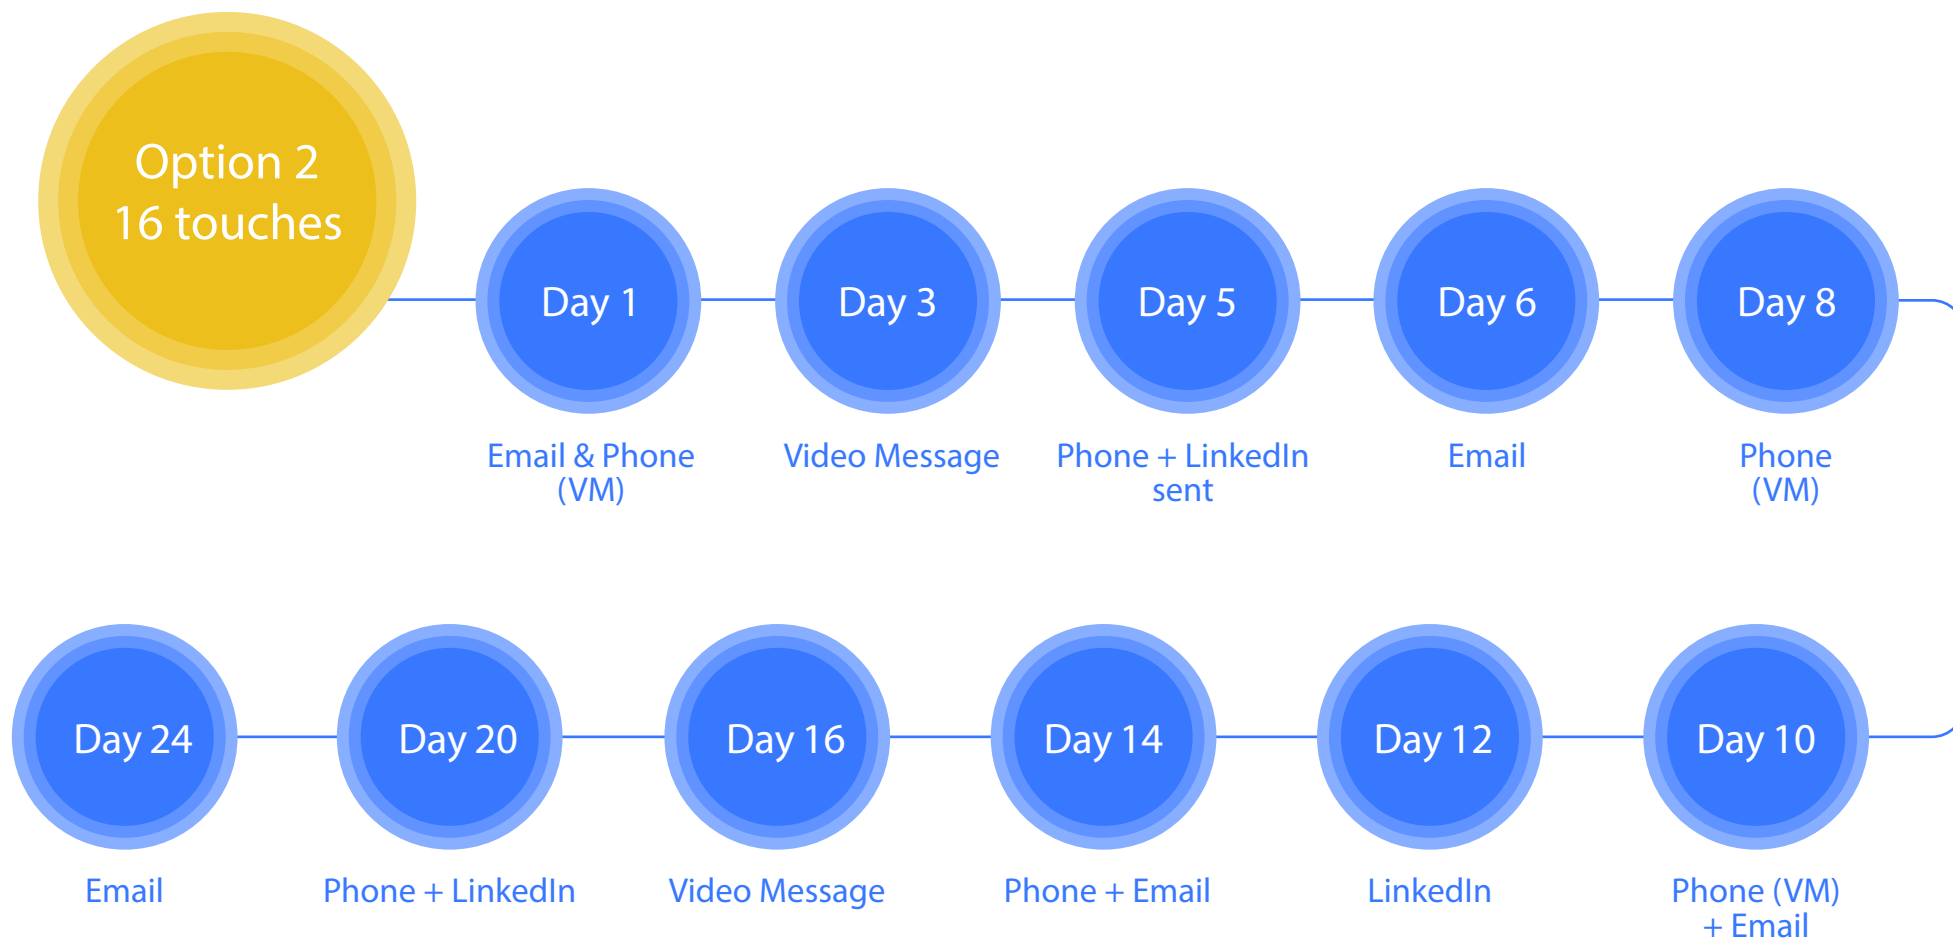 Option 2
16 touches
Day 1
Email & Phone
(VM)
Day 3
Video Message
Day 5
Phone + LinkedIn
sent
Day 6
Email
Day 8
Phone
(VM)
Day 10
Phone (VM)
+ Email
Day 12
LinkedIn
Day 14
Phone + Email
Day 16
Video Message
Day 20
Phone + LinkedIn
Day 24
Email